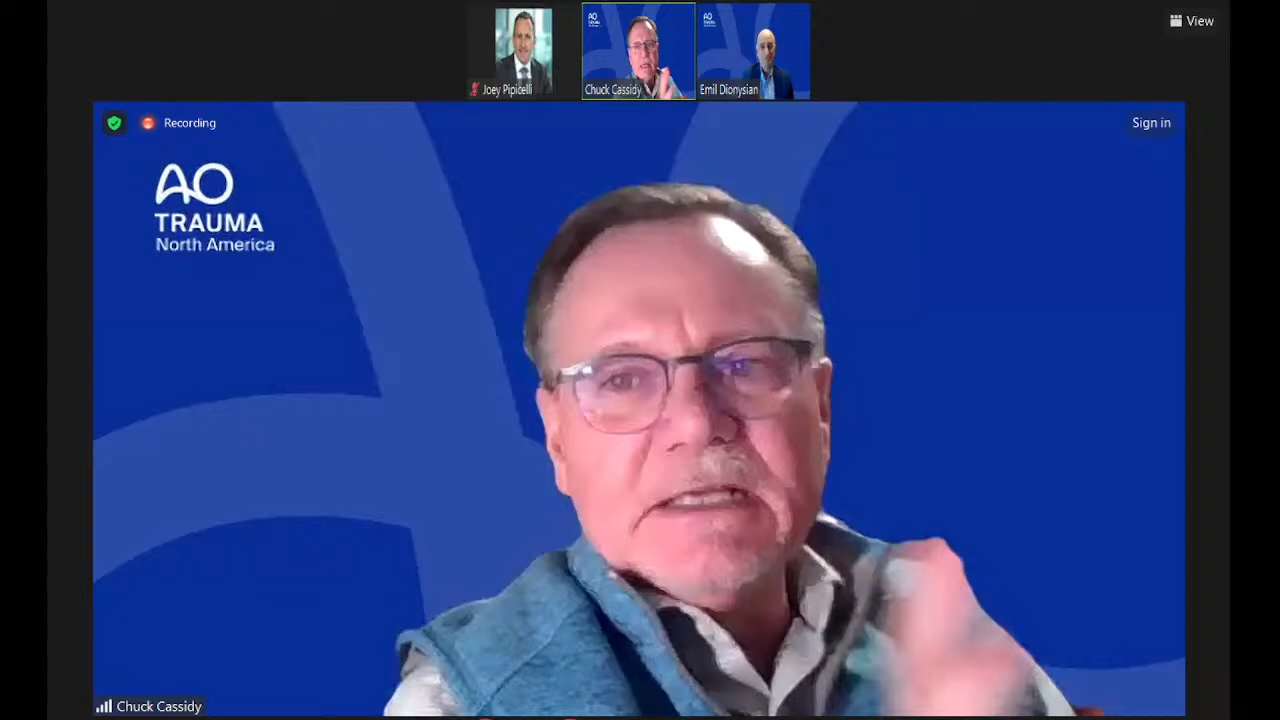 View
Joey Pipicelli
Chuck Cassidy
Emil Dionysian
Recording
Sign in
AO
TRAUMA
North America
Chuck Cassidy